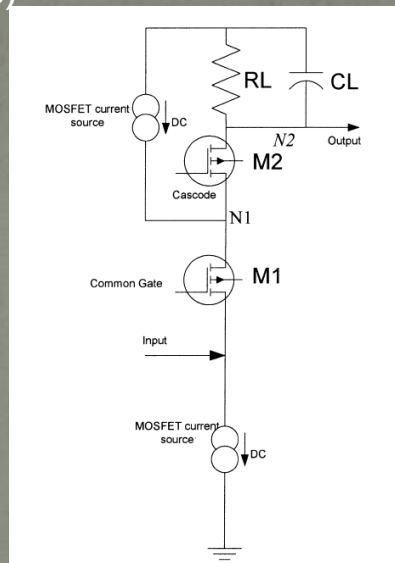 RL
CL
MOSFET current
source
DC
N2
Output
M2
Cascode
N1
M1
Common Gate
Input
MOSFET current
source
DC